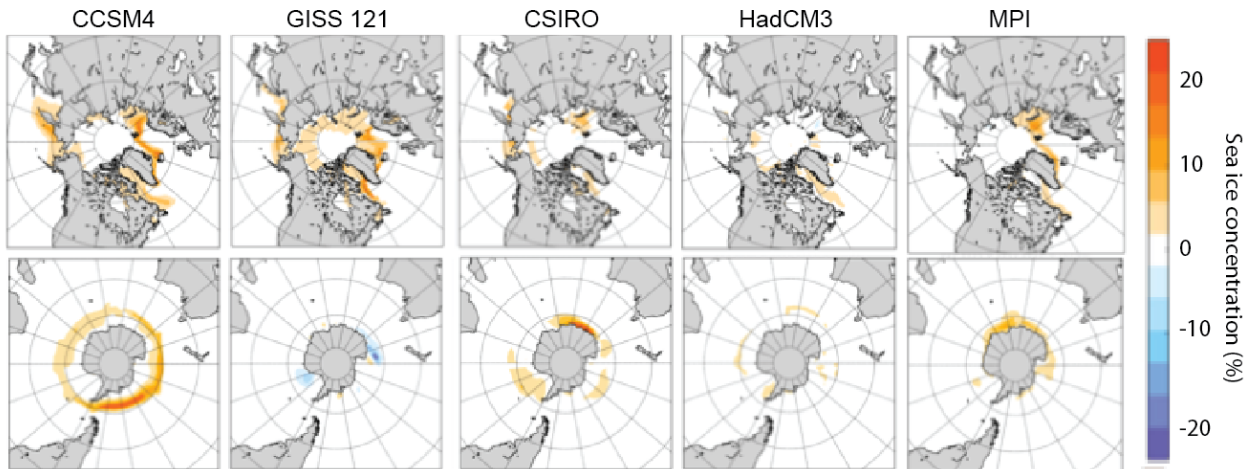 CCSM4
GISS 121
CSIRO
HadCM3
MPI
20
10
0
-10
-20
Sea ice concentration (%)